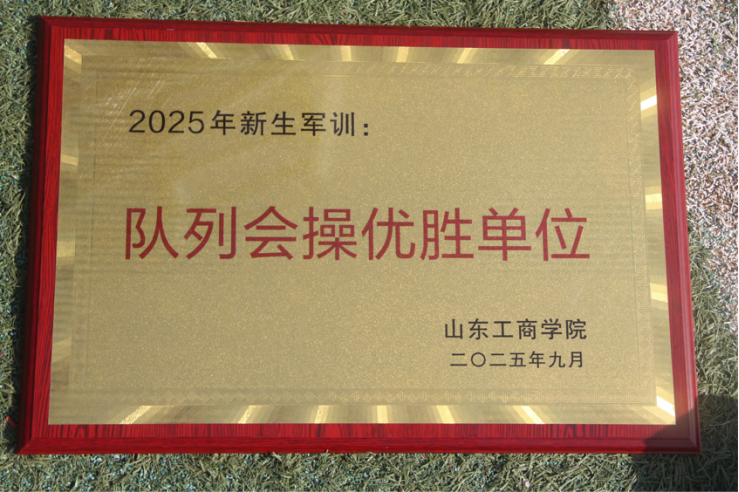 2025年新生军训:
队列会操优胜单位
山东工商学院
二〇二五年九月